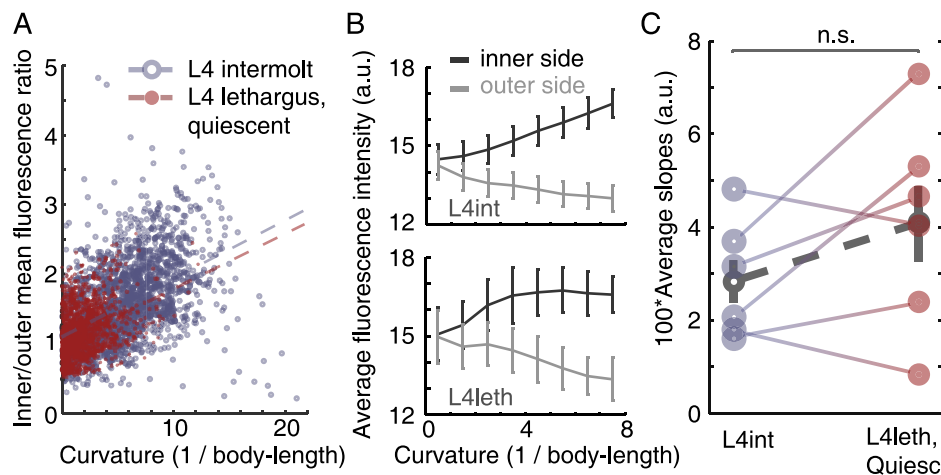 A
B
C
Inner/outer mean fluorescence ratio
5
4
3
2
1
0
L4 intermolt
L4 lethargus,
quiescent
10
20
Curvature (1 / body-length)
Average fluorescence intensity (a.u.)
18
15
12
inner side
outer side
L4int
18
15
12
L4leth
0
4
8
Curvature (1 / body-length)
100*Average slopes (a.u.)
8
6
4
2
0
n.s.
L4int
L4leth,
Quiesc